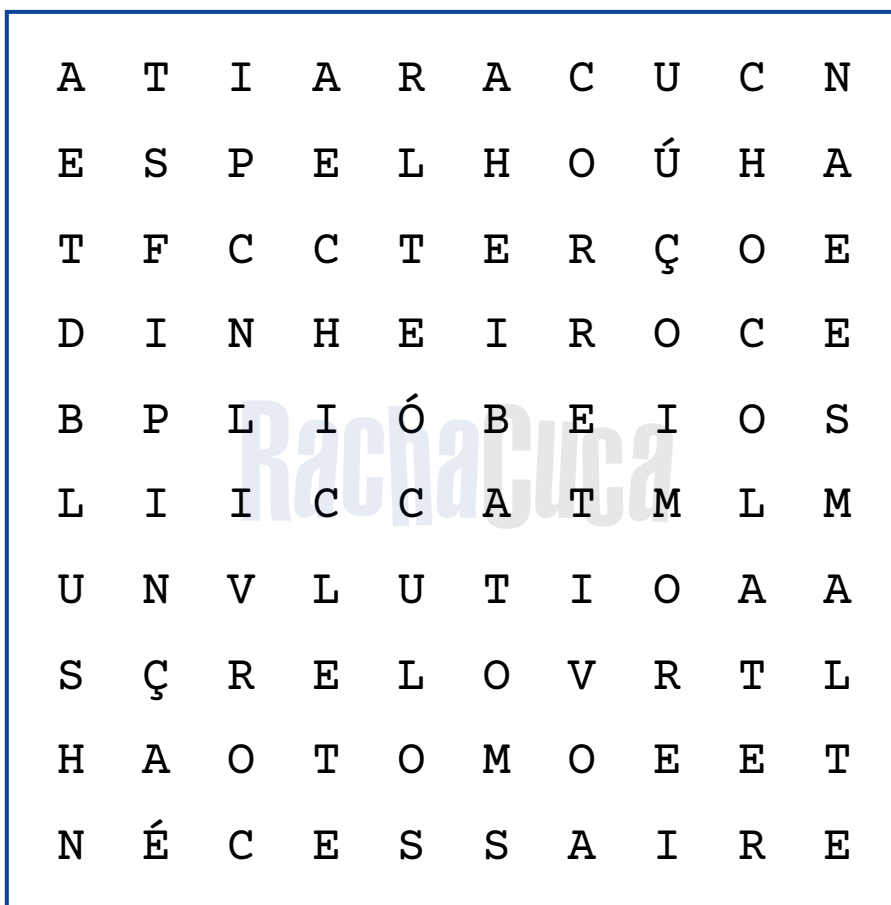 A T I A R A C U C N
E S P E L H O Ú H A
T F C C T E R Ç O E
D I N H E I R O C E
B P L I Ó B E I O S
L I I C C A T M L M
U N V L U T I O A A
S Ç R E L O V R T L
H A O T O M O E E T
N É C E S S A I R E
RachaCuca